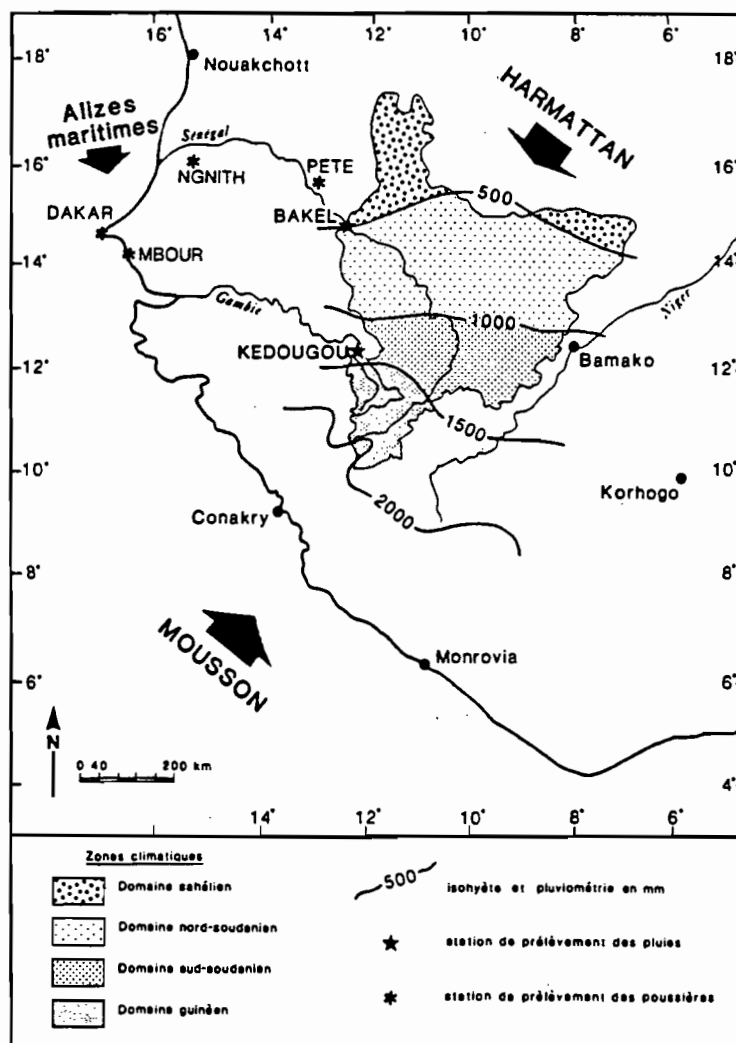 16° 14° 12° 10° 8° 6°
18° 18°
Nouakchott
HARMATTAN
Alizes
maritimes
Sénégal
16° 16°
NGNITH
PETE
500
DAKAR
BAKEL
14° 14°
MBOUR
Gambie
1000
Niger
KEDOUGOU
12° 12°
Bamako
1500
10° 10°
Korhogo
2000
Conakry
8° 8°
MOUSSON
Monrovia
6° 6°
N
0 40 200 km
4° 4°
14° 12° 10° 8° 6°
Zones climatiques
Domaine sahélien
500
isohyète et pluviométrie en mm
Domaine nord-soudanien
station de prélèvement des pluies
Domaine sud-soudanien
station de prélèvement des poussières
Domaine guinéen